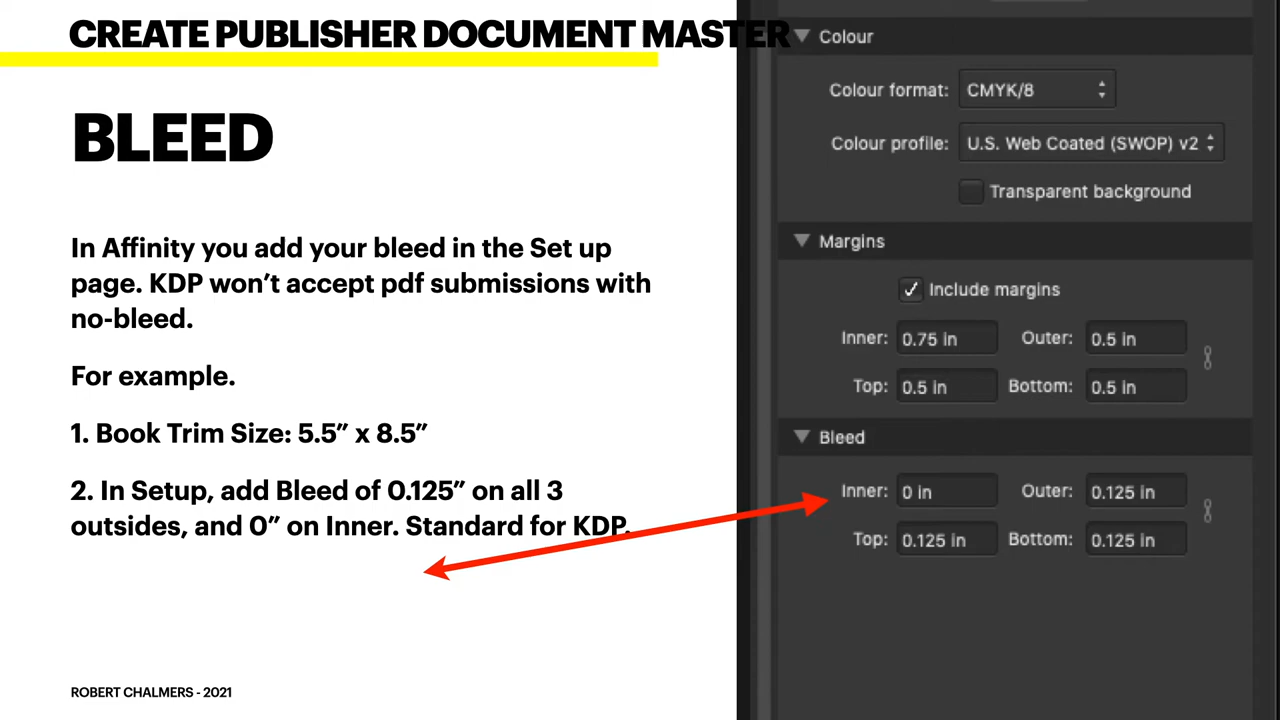 CREATE PUBLISHER DOCUMENT MASTER
BLEED
In Affinity you add your bleed in the Set up
page. KDP won’t accept pdf submissions with
no-bleed.
For example.
1. Book Trim Size: 5.5” x 8.5”
2. In Setup, add Bleed of 0.125” on all 3
outsides, and 0” on Inner. Standard for KDP.
ROBERT CHALMERS - 2021
Colour
Colour format: CMYK/8
Colour profile: U.S. Web Coated (SWOP) v2
Transparent background
Margins
Include margins
Inner: 0.75 in Outer: 0.5 in
Top: 0.5 in Bottom: 0.5 in
Bleed
Inner: 0 in Outer: 0.125 in
Top: 0.125 in Bottom: 0.125 in